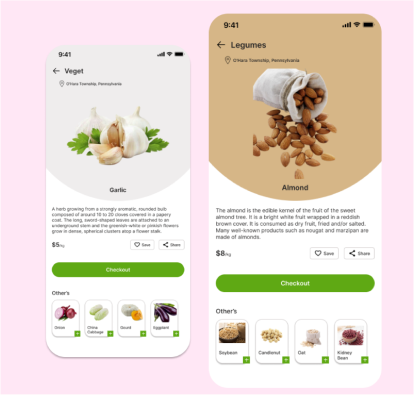 9:41
Veget
O'Hara Township, Pennsylvania
Garlic
A herb growing from a strongly aromatic, rounded bulb
composed of around 10 to 20 cloves covered in a papery
coat. The long, sword-shaped leaves are attached to an
underground stem and the greenish-white or pinkish flowers
grow in dense, spherical clusters atop a flower stalk.
$5/kg
Save
Share
Checkout
Other's
Onion
China
Cabbage
Gourd
Eggplant
9:41
Legumes
O'Hara Township, Pennsylvania
Almond
The almond is the edible kernel of the fruit of the sweet
almond tree. It is a bright white fruit wrapped in a reddish
brown cover. It is consumed as dry fruit, fried and/or salted.
Many well-known products such as nougat and marzipan are
made of almonds.
$8/kg
Save
Share
Checkout
Other's
Soybean
Candlenut
Oat
Kidney
Bean